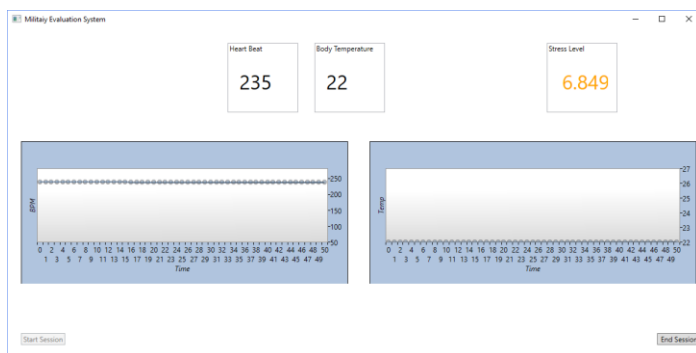 Militaiy Evaluation System
Heart Beat
235
Body Temperature
22
Stress Level
6.849
BPM
250
200
150
100
50
0 2 4 6 8 10 12 14 16 18 20 22 24 26 28 30 32 34 36 38 40 42 44 46 48 50
1 3 5 7 9 11 13 15 17 19 21 23 25 27 29 31 33 35 37 39 41 43 45 47 49
Time
Temp
27
26
25
24
23
22
0 2 4 6 8 10 12 14 16 18 20 22 24 26 28 30 32 34 36 38 40 42 44 46 48 50
1 3 5 7 9 11 13 15 17 19 21 23 25 27 29 31 33 35 37 39 41 43 45 47 49
Time
Start Session
End Session